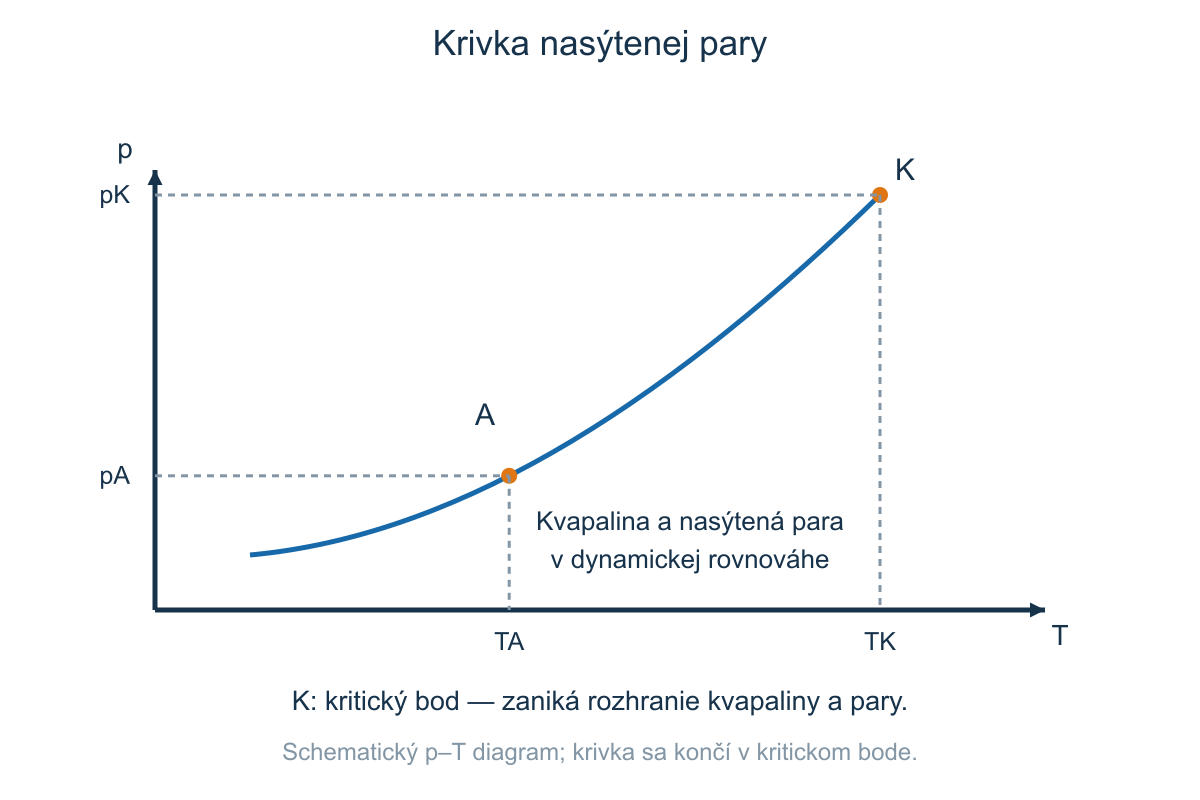 Krivka nasýtenej pary
p
pK
K
A
pA
Kvapalina a nasýtená para
v dynamickej rovnováhe
TA
TK
T
K: kritický bod — zaniká rozhranie kvapaliny a pary.
Schematický p–T diagram; krivka sa končí v kritickom bode.